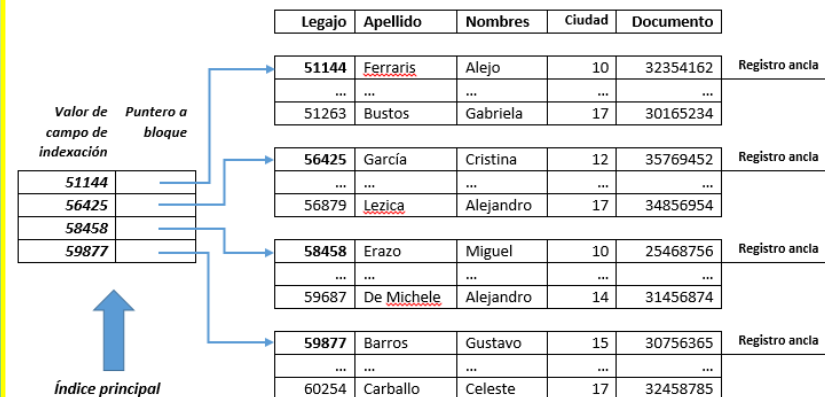 Legajo Apellido Nombres Ciudad Documento
51144 Ferraris Alejo 10 32354162 Registro ancla
... ... ... ... ...
51263 Bustos Gabriela 17 30165234
Valor de campo de indexación
Puntero a bloque
56425 García Cristina 12 35769452 Registro ancla
... ... ... ... ...
56879 Lezica Alejandro 17 34856954
51144
56425
58458
59877
58458 Erazo Miguel 10 25468756 Registro ancla
... ... ... ... ...
59687 De Michele Alejandro 14 31456874
59877 Barros Gustavo 15 30756365 Registro ancla
... ... ... ... ...
60254 Carballo Celeste 17 32458785
Índice principal